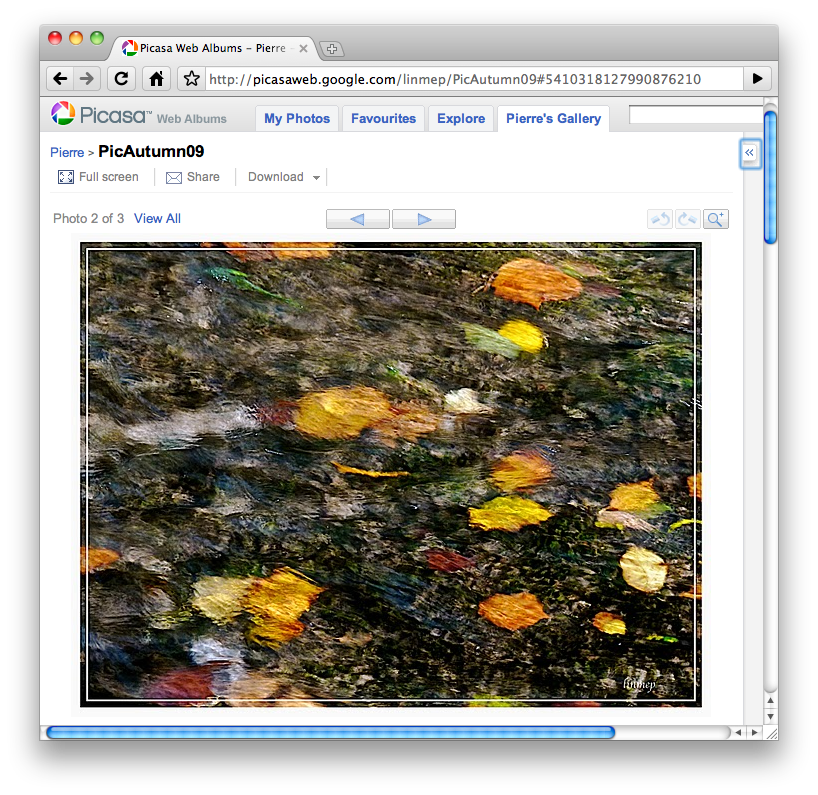 Picasa Web Albums - Pierre -
http://picasaweb.google.com/linmep/PicAutumn09#5410318127990876210
Picasa™ Web Albums My Photos Favourites Explore Pierre's Gallery
Pierre > PicAutumn09
Full screen Share Download
Photo 2 of 3 View All
linmep